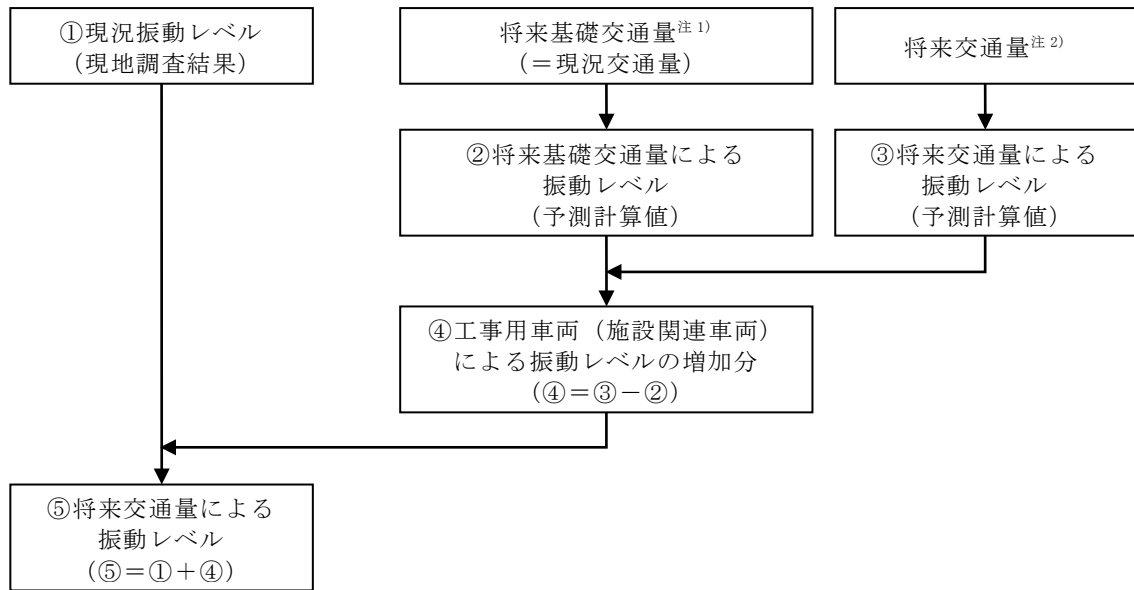 ①現況振動レベル
（現地調査結果）
将来基礎交通量注1)
（＝現況交通量）
将来交通量注2)
②将来基礎交通量による
振動レベル
（予測計算値）
③将来交通量による
振動レベル
（予測計算値）
④工事用車両（施設関連車両）
による振動レベルの増加分
（④＝③－②）
⑤将来交通量による
振動レベル
（⑤＝①＋④）